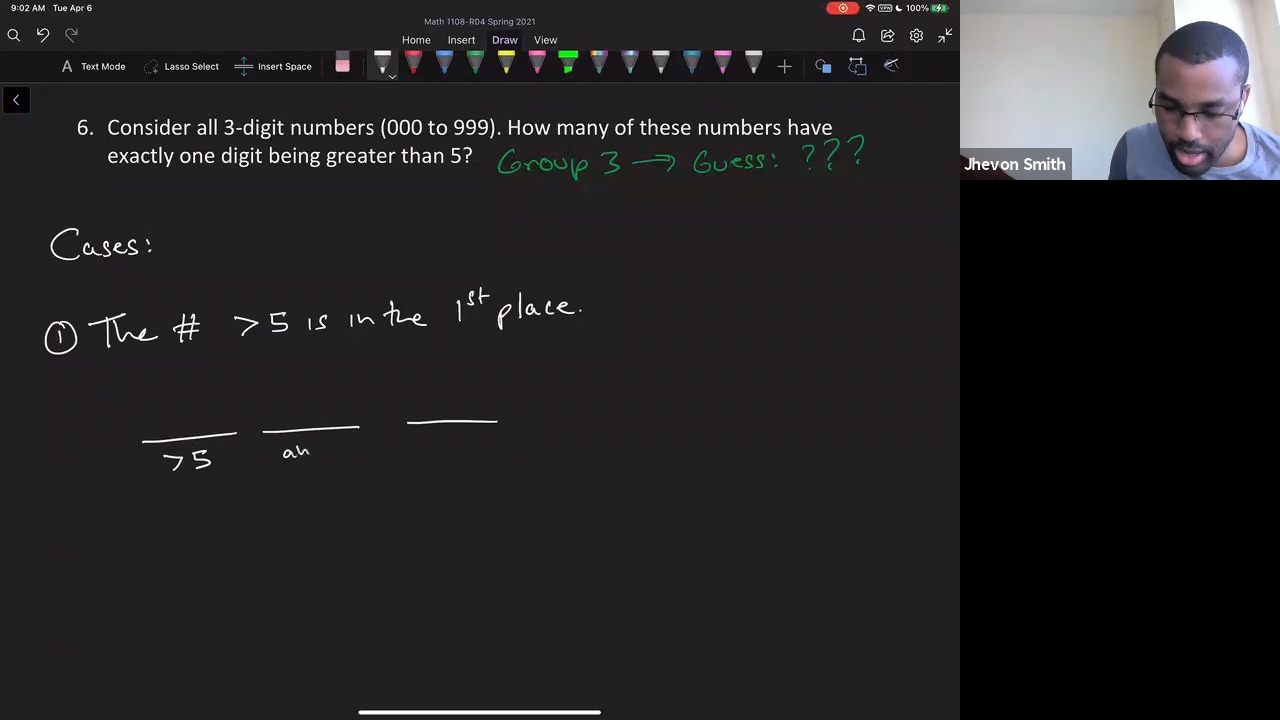 9:02 AM Tue Apr 6
VPN 100%
Math 1108-R04 Spring 2021
Home Insert Draw View
A Text Mode Lasso Select Insert Space
6. Consider all 3-digit numbers (000 to 999). How many of these numbers have
exactly one digit being greater than 5? Group 3 → Guess: ???
Jhevon Smith
Cases:
① The # >5 is in the 1st place.
>5 an